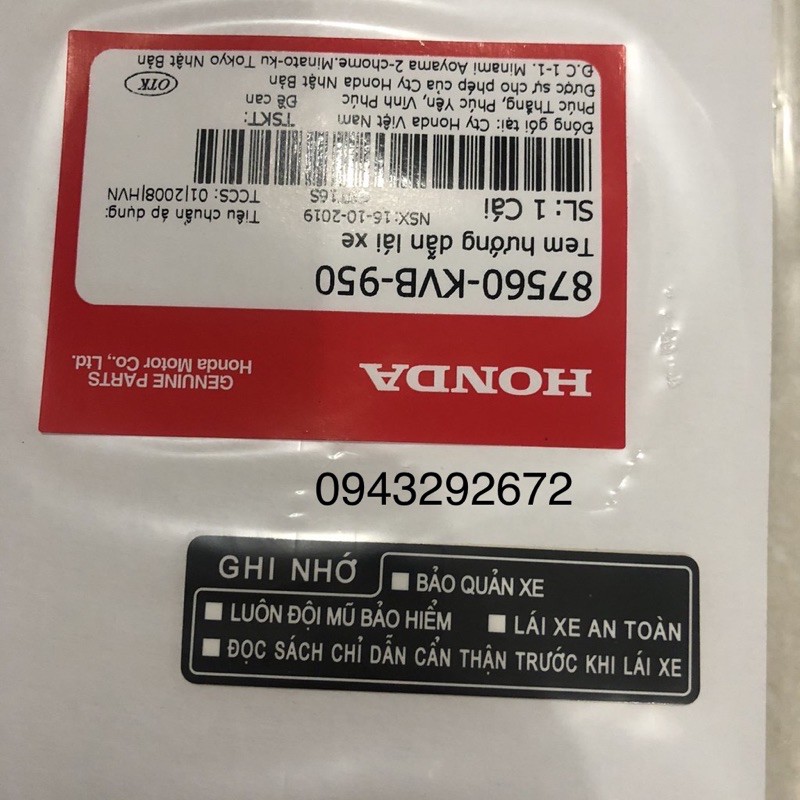 HONDA
GENUINE PARTS
Honda Motor Co., Ltd.
87560-KVB-950
Tem hướng dẫn lái xe
NSX:16-10-2019
Tiêu chuẩn áp dụng:
SL: 1 Cái
TCCS: 01|2008|HVN
Đóng gói tại: Cty Honda Việt Nam
TSKT:
Phúc Thắng, Phúc Yên, Vĩnh Phúc
Đề can
Được sự cho phép của Cty Honda Nhật Bản
Đ.C 1-1. Minami Aoyama 2-chome.Minato-ku Tokyo Nhật Bản
OTK
0943292672
GHI NHỚ
BẢO QUẢN XE
LUÔN ĐỘI MŨ BẢO HIỂM
LÁI XE AN TOÀN
ĐỌC SÁCH CHỈ DẪN CẨN THẬN TRƯỚC KHI LÁI XE